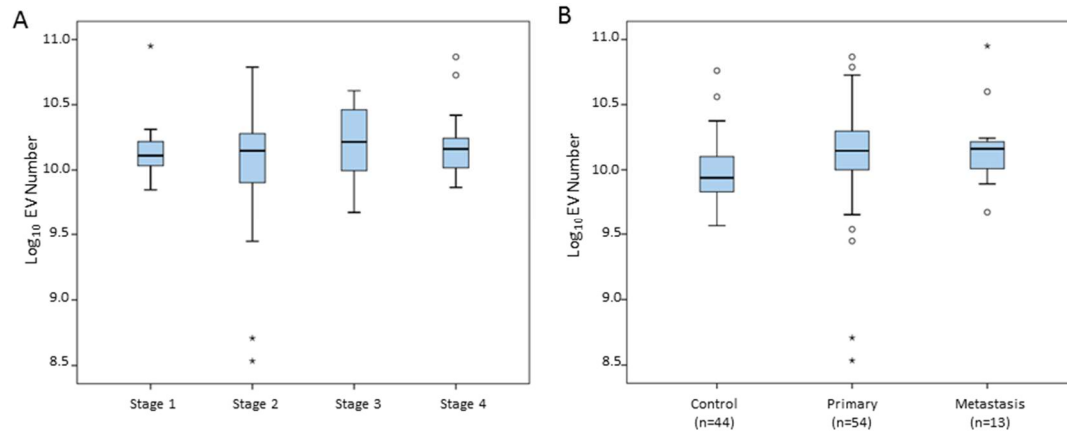 A
Log10 EV Number
11.0
10.5
10.0
9.5
9.0
8.5
Stage 1
Stage 2
Stage 3
Stage 4
B
Log10 EV Number
11.0
10.5
10.0
9.5
9.0
8.5
Control
(n=44)
Primary
(n=54)
Metastasis
(n=13)